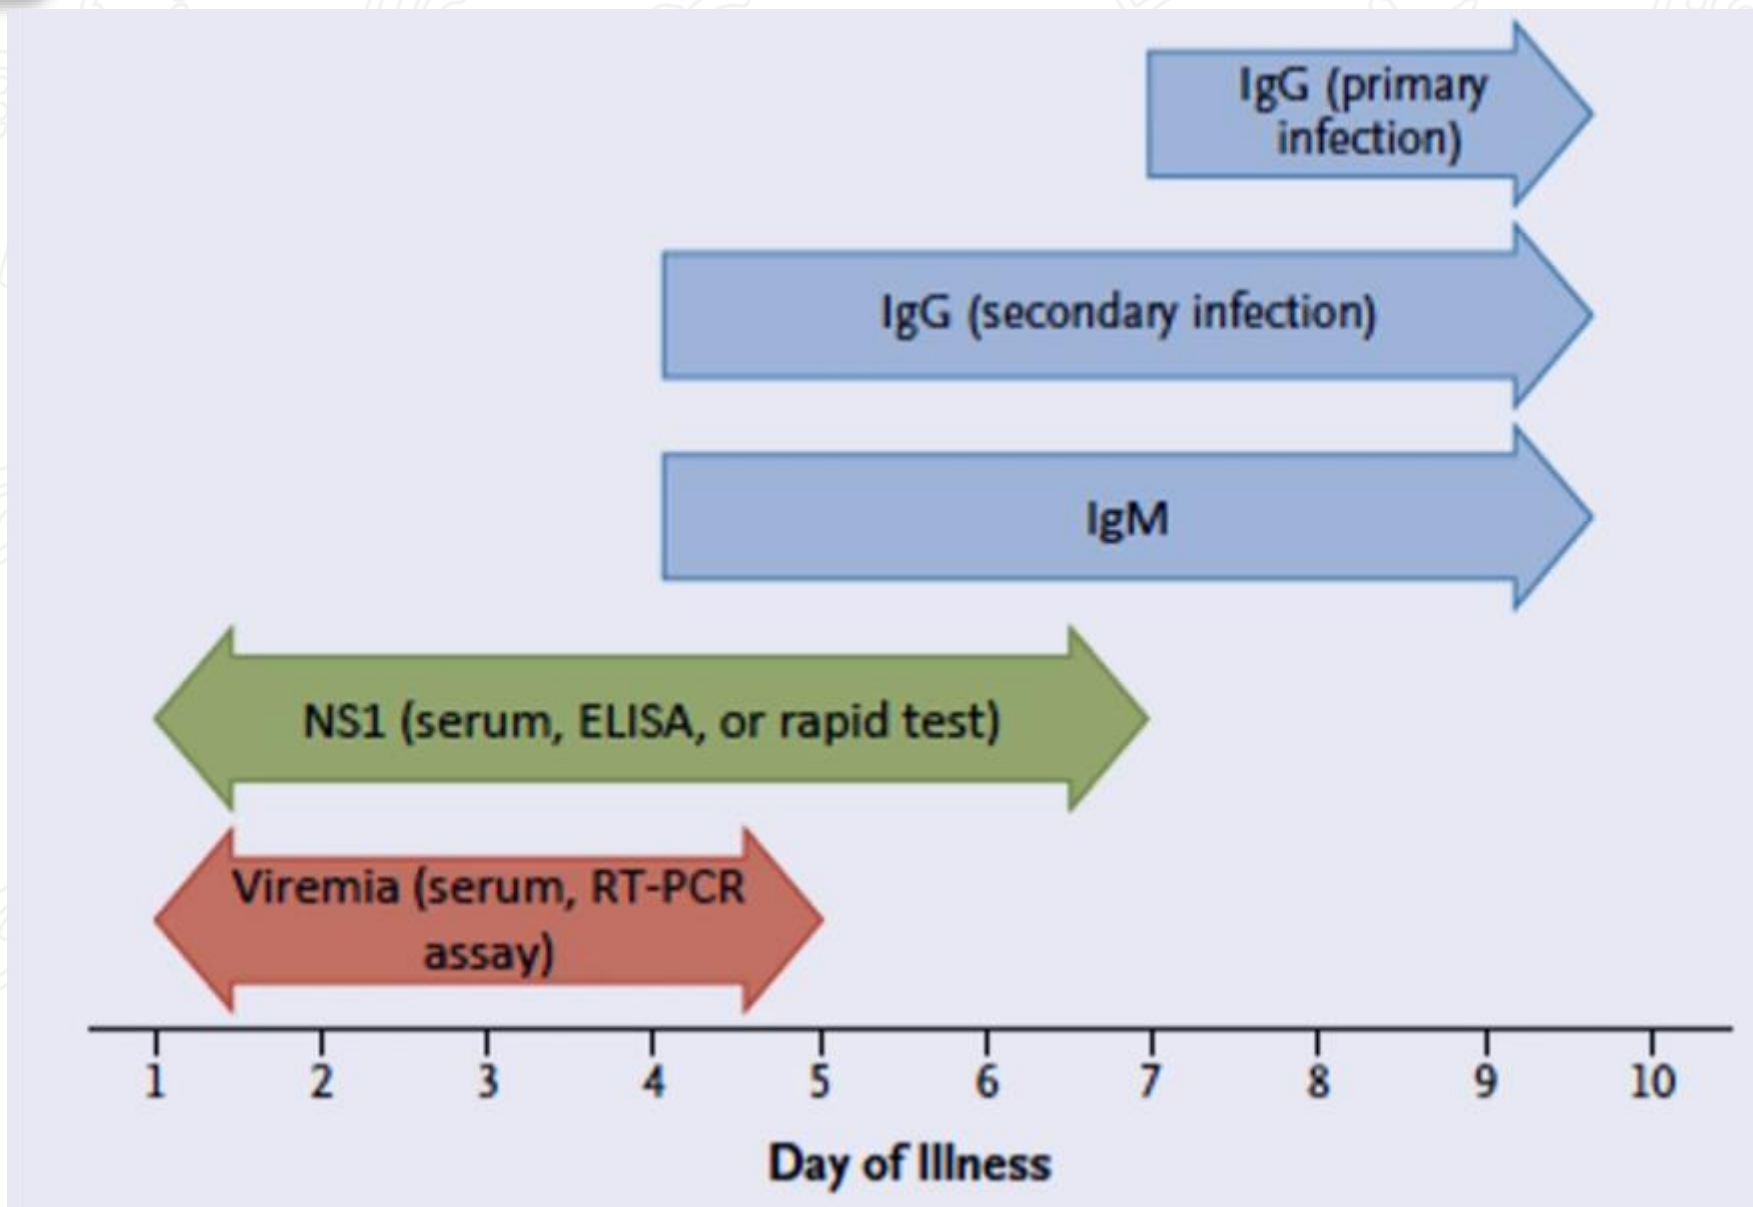 IgG (primary
infection)
IgG (secondary infection)
IgM
NS1 (serum, ELISA, or rapid test)
Viremia (serum, RT-PCR
assay)
1 2 3 4 5 6 7 8 9 10
Day of Illness